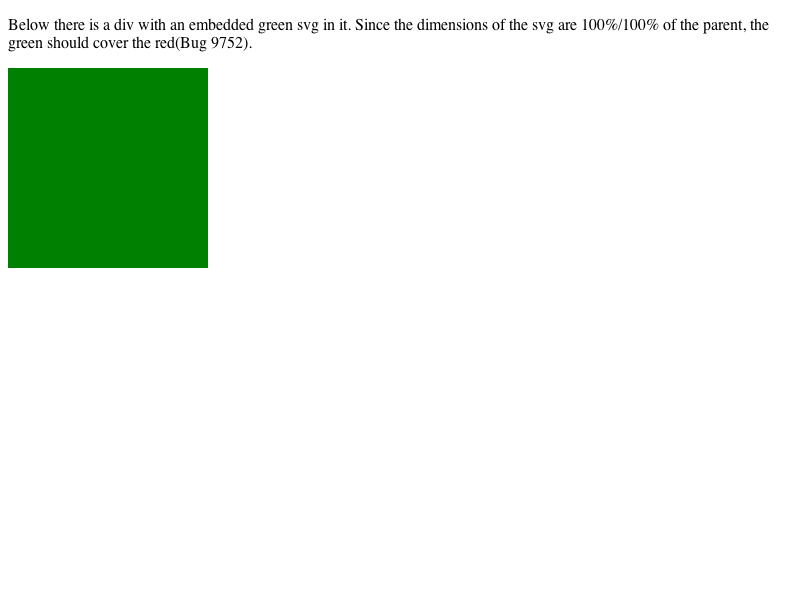 Below there is a div with an embedded green svg in it. Since the dimensions of the svg are 100%/100% of the parent, the
green should cover the red(Bug 9752).